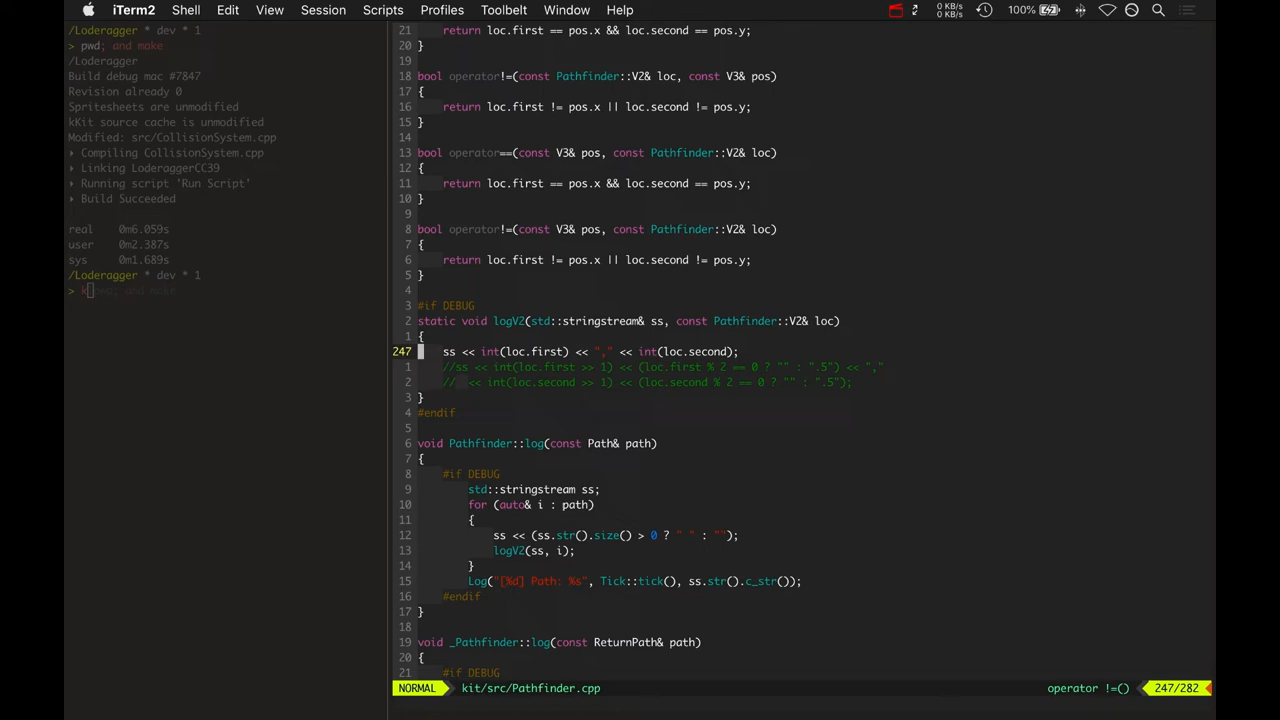 iTerm2 Shell Edit View Session Scripts Profiles Toolbelt Window Help 0 KB/s 0 KB/s 100%
/Loderagger * dev * 1
> pwd; and make
/Loderagger
Build debug mac #7847
Revision already 0
Spritesheets are unmodified
kKit source cache is unmodified
Modified: src/CollisionSystem.cpp
▸ Compiling CollisionSystem.cpp
▸ Linking LoderaggerCC39
▸ Running script 'Run Script'
▸ Build Succeeded
real 0m6.059s
user 0m2.387s
sys 0m1.689s
/Loderagger * dev * 1
> kpwd; and make
21 return loc.first == pos.x && loc.second == pos.y;
20 }
19
18 bool operator!=(const Pathfinder::V2& loc, const V3& pos)
17 {
16 return loc.first != pos.x || loc.second != pos.y;
15 }
14
13 bool operator==(const V3& pos, const Pathfinder::V2& loc)
12 {
11 return loc.first == pos.x && loc.second == pos.y;
10 }
9
8 bool operator!=(const V3& pos, const Pathfinder::V2& loc)
7 {
6 return loc.first != pos.x || loc.second != pos.y;
5 }
4
3 #if DEBUG
2 static void logV2(std::stringstream& ss, const Pathfinder::V2& loc)
1 {
247 ss << int(loc.first) << "," << int(loc.second);
1 //ss << int(loc.first >> 1) << (loc.first % 2 == 0 ? "" : ".5") << ","
2 // << int(loc.second >> 1) << (loc.second % 2 == 0 ? "" : ".5");
3 }
4 #endif
5
6 void Pathfinder::log(const Path& path)
7 {
8 #if DEBUG
9 std::stringstream ss;
10 for (auto& i : path)
11 {
12 ss << (ss.str().size() > 0 ? " " : "");
13 logV2(ss, i);
14 }
15 Log("[%d] Path: %s", Tick::tick(), ss.str().c_str());
16 #endif
17 }
18
19 void _Pathfinder::log(const ReturnPath& path)
20 {
21 #if DEBUG
NORMAL kit/src/Pathfinder.cpp operator !=() 247/282